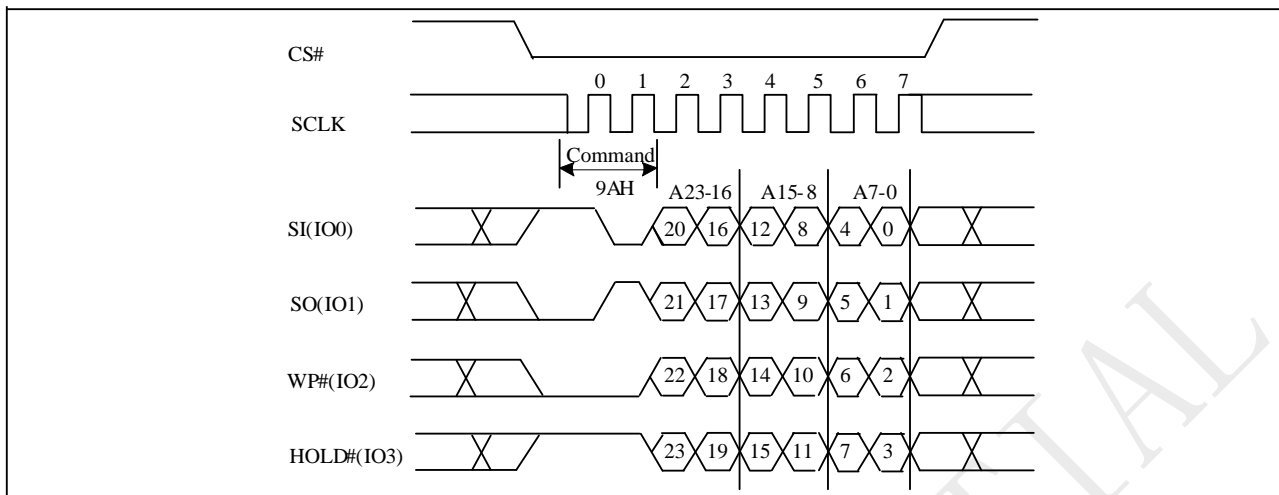 CS#
0 1 2 3 4 5 6 7
SCLK
Command
9AH
A23-16 A15-8 A7-0
SI(IO0) 20 16 12 8 4 0
SO(IO1) 21 17 13 9 5 1
WP#(IO2) 22 18 14 10 6 2
HOLD#(IO3) 23 19 15 11 7 3
TIAL